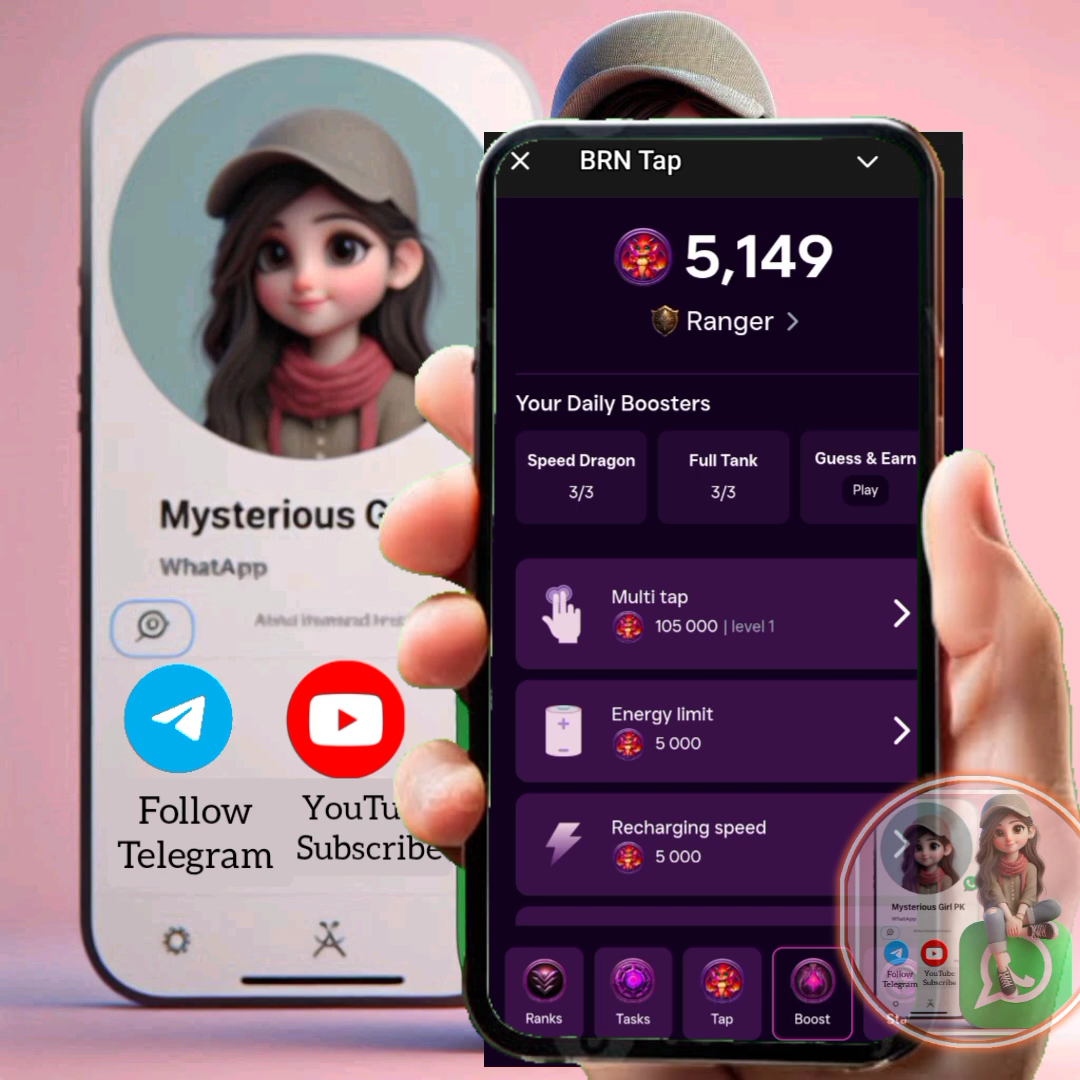 BRN Tap
5,149
Ranger
Your Daily Boosters
Speed Dragon
3/3
Full Tank
3/3
Guess & Earn
Play
Multi tap
105 000 | level 1
Energy limit
5 000
Recharging speed
5 000
Ranks
Tasks
Tap
Boost
Mysterious G
WhatApp
Follow
Telegram
YouTu
Subscribe
Mysterious Girl PK
WhatsApp
Follow
Telegram
YouTube
Subscribe